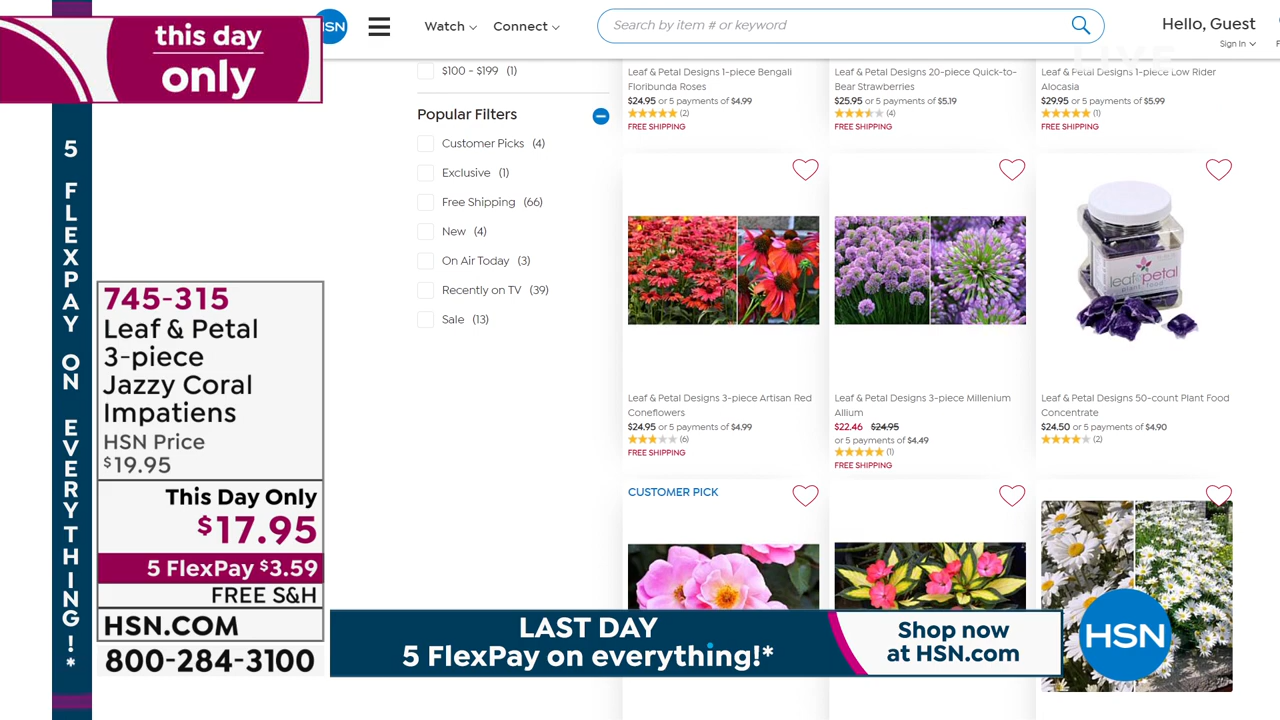 this day
only
5 FLEXPAY ON EVERYTHING!*
745-315
Leaf & Petal
3-piece
Jazzy Coral
Impatiens
HSN Price
$19.95
This Day Only
$17.95
5 FlexPay $3.59
FREE S&H
HSN.COM
800-284-3100
HSN
Watch
Connect
Search by item # or keyword
Hello, Guest
Sign In
F
LIVE
$100 - $199 (1)
Popular Filters
Customer Picks (4)
Exclusive (1)
Free Shipping (66)
New (4)
On Air Today (3)
Recently on TV (39)
Sale (13)
Leaf & Petal Designs 1-piece Bengali
Floribunda Roses
$24.95 or 5 payments of $4.99
(2)
FREE SHIPPING
Leaf & Petal Designs 20-piece Quick-to-
Bear Strawberries
$25.95 or 5 payments of $5.19
(4)
FREE SHIPPING
Leaf & Petal Designs 1-piece Low Rider
Alocasia
$29.95 or 5 payments of $5.99
(1)
FREE SHIPPING
leaf petal
plant food
Leaf & Petal Designs 3-piece Artisan Red
Coneflowers
$24.95 or 5 payments of $4.99
(6)
FREE SHIPPING
Leaf & Petal Designs 3-piece Millenium
Allium
$22.46 $24.95
or 5 payments of $4.49
(1)
FREE SHIPPING
Leaf & Petal Designs 50-count Plant Food
Concentrate
$24.50 or 5 payments of $4.90
(2)
CUSTOMER PICK
LAST DAY
5 FlexPay on everything!*
Shop now
at HSN.com
HSN